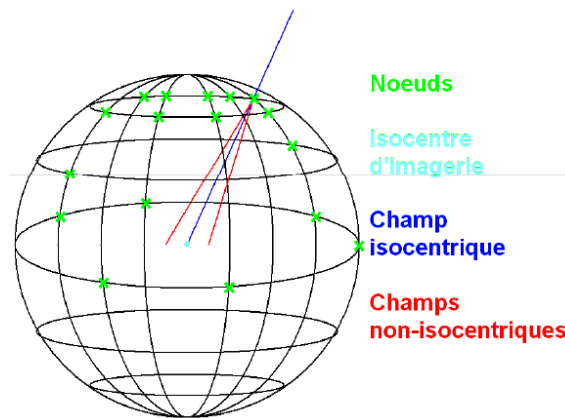 Noeuds
Isocentre
d'imagerie
Champ
isocentrique
Champs
non-isocentriques